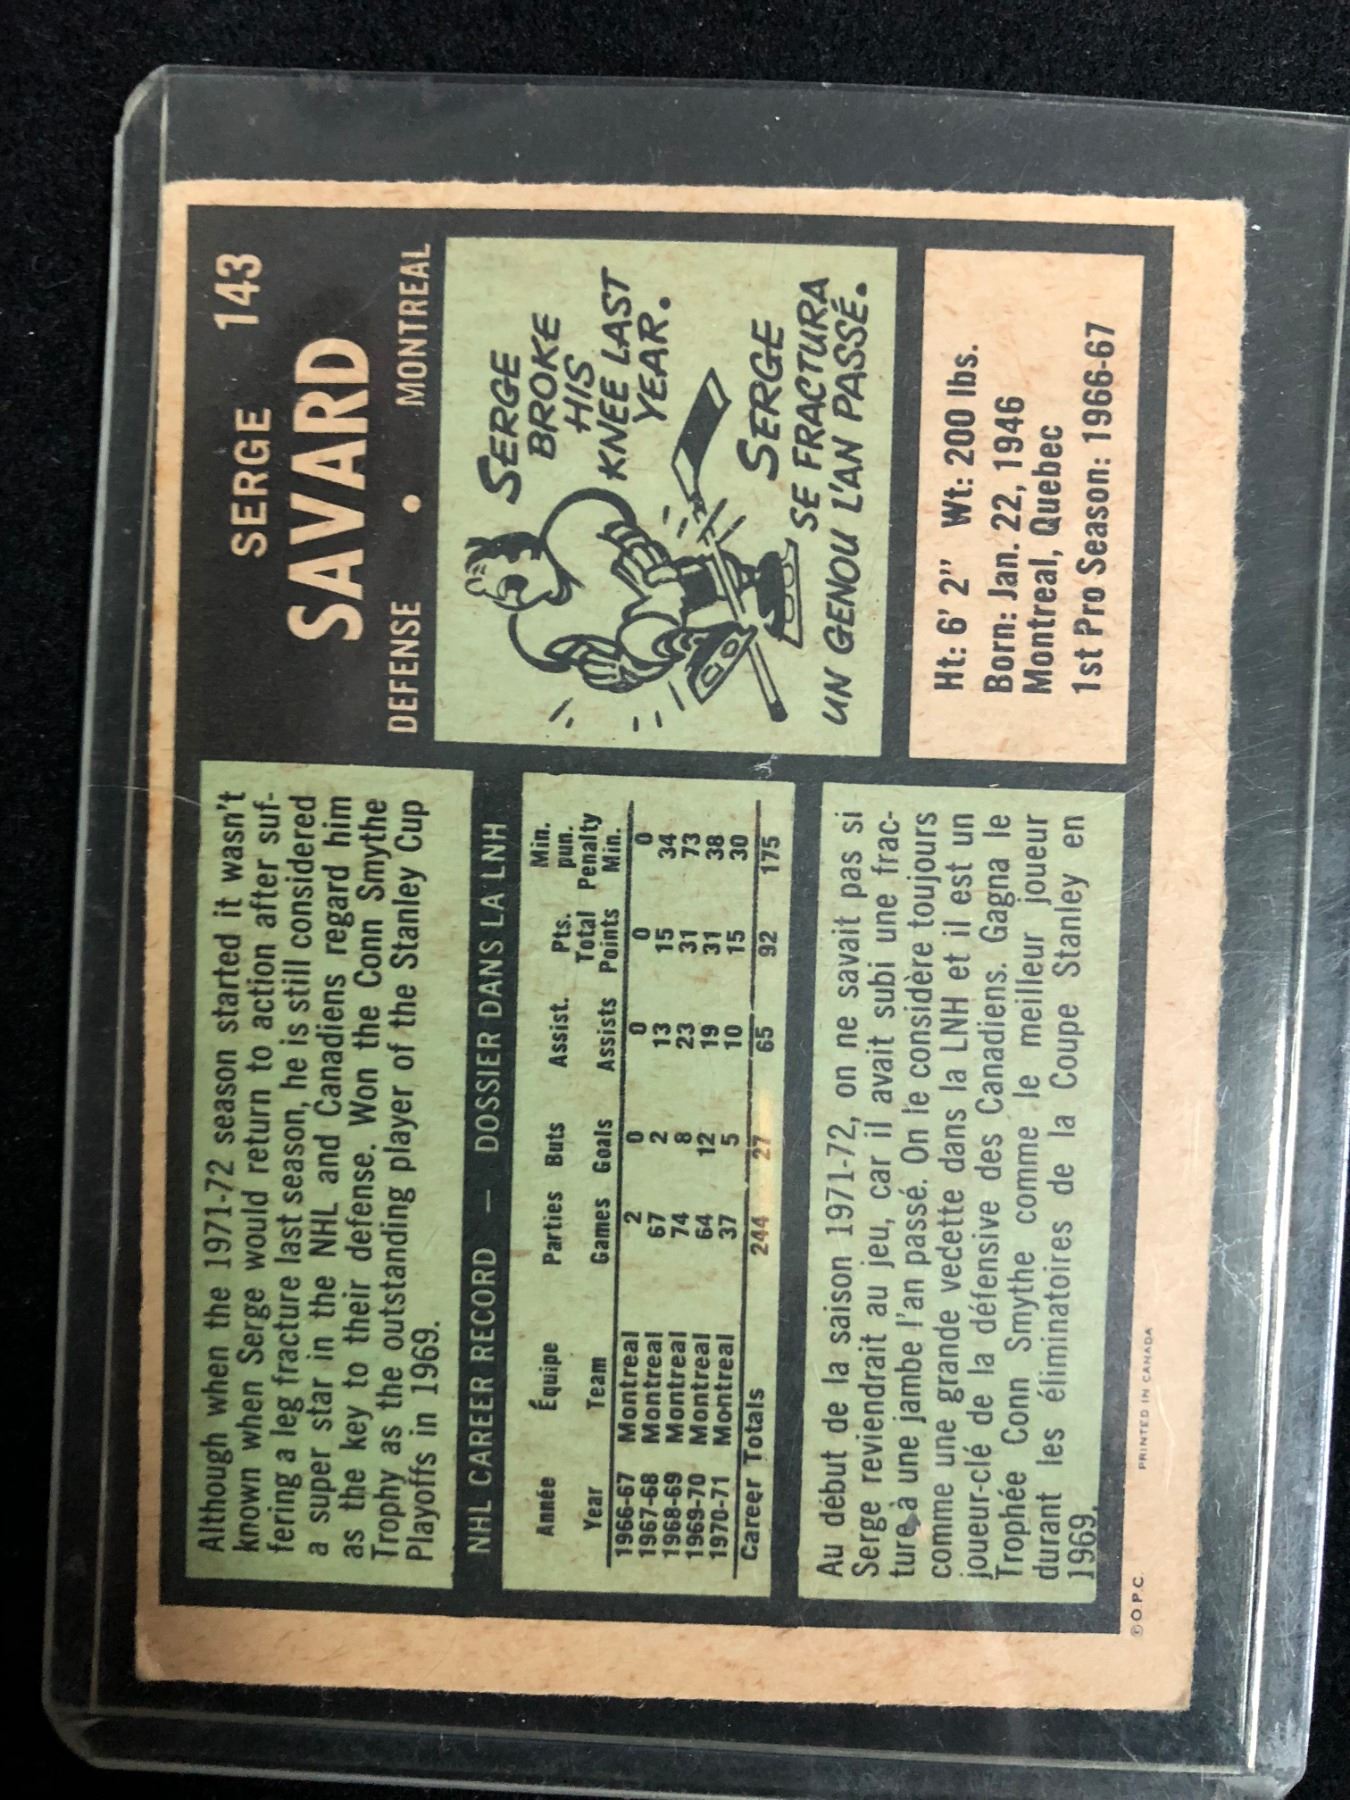 SERGE 143
SAVARD
DEFENSE • MONTREAL
Although when the 1971-72 season started it wasn't
known when Serge would return to action after suf-
fering a leg fracture last season, he is still considered
a super star in the NHL and Canadiens regard him
as the key to their defense. Won the Conn Smythe
Trophy as the outstanding player of the Stanley Cup
Playoffs in 1969.
NHL CAREER RECORD — DOSSIER DANS LA LNH
Année Équipe Parties Buts Assist. Pts. Min. pun.
Year Team Games Goals Assists Total Points Penalty Min.
1966-67 Montreal 2 0 0 0 0
1967-68 Montreal 67 2 13 15 34
1968-69 Montreal 74 8 23 31 73
1969-70 Montreal 64 12 19 31 38
1970-71 Montreal 37 5 10 15 30
Career Totals 244 27 65 92 175
Au début de la saison 1971-72, on ne savait pas si
Serge reviendrait au jeu, car il avait subi une frac-
ture à une jambe l'an passé. On le considère toujours
comme une grande vedette dans la LNH et il est un
joueur-clé de la défensive des Canadiens. Gagna le
Trophée Conn Smythe comme le meilleur joueur
durant les éliminatoires de la Coupe Stanley en
1969.
SERGE
BROKE
HIS
KNEE LAST
YEAR.
SERGE
SE FRACTURA
UN GENOU L'AN PASSÉ.
Ht: 6' 2" Wt: 200 lbs.
Born: Jan. 22, 1946
Montreal, Quebec
1st Pro Season: 1966-67
© O.P.C. PRINTED IN CANADA